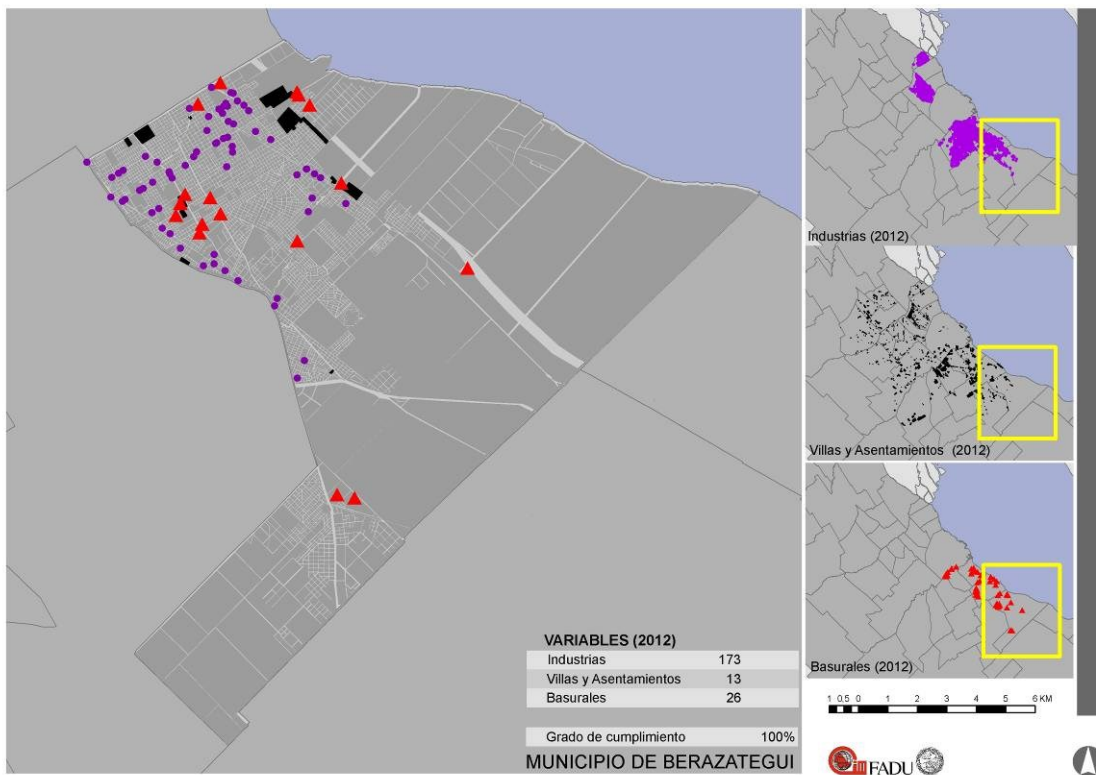 Industrias (2012)
Villas y Asentamientos (2012)
Basurales (2012)
VARIABLES (2012)
Industrias 173
Villas y Asentamientos 13
Basurales 26
Grado de cumplimiento 100%
MUNICIPIO DE BERAZATEGUI
1 0,5 0 1 2 3 4 5 6 KM
FADU